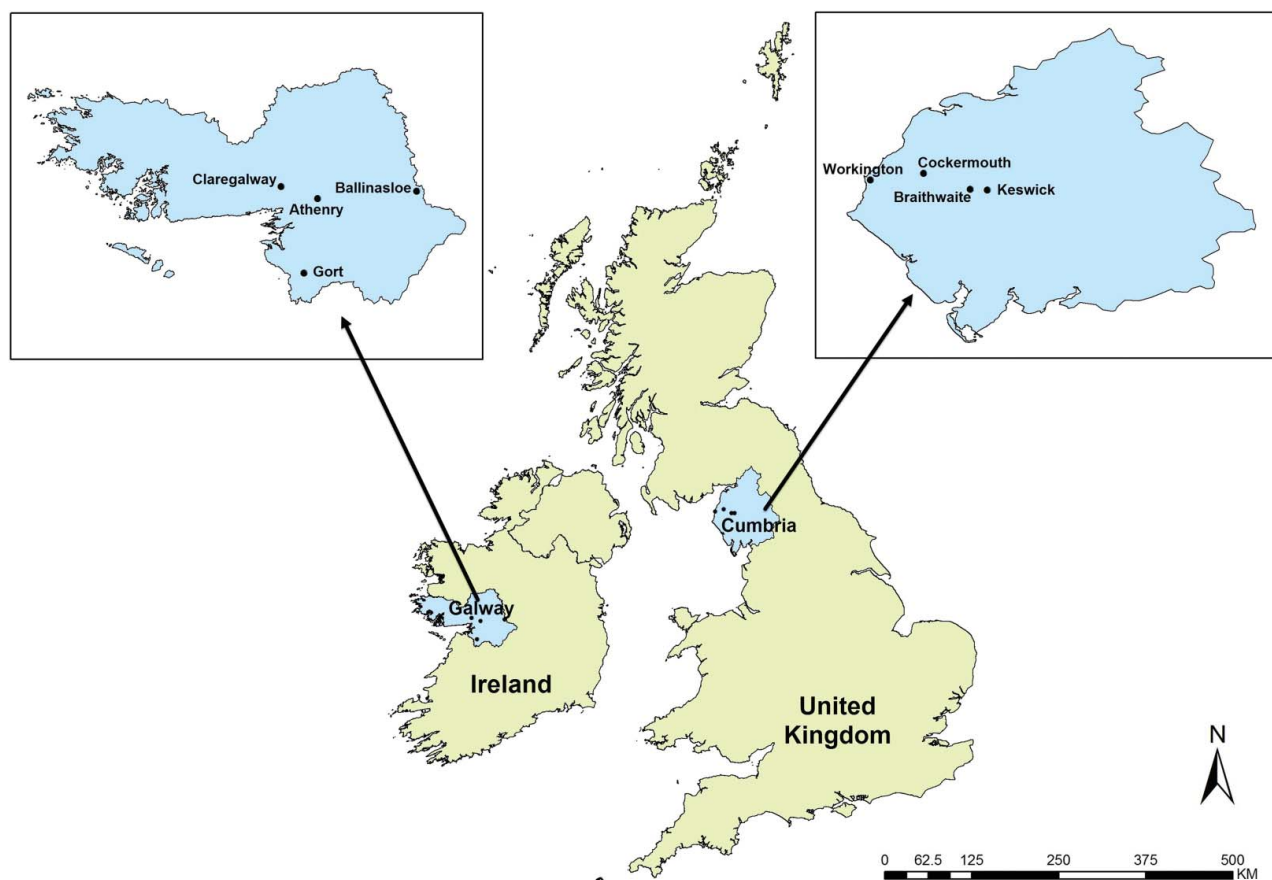 Claregalway
Ballinasloe
Athenry
Gort
Workington
Cockermouth
Braithwaite
Keswick
Cumbria
Galway
Ireland
United
Kingdom
N
0 62.5 125 250 375 500
KM